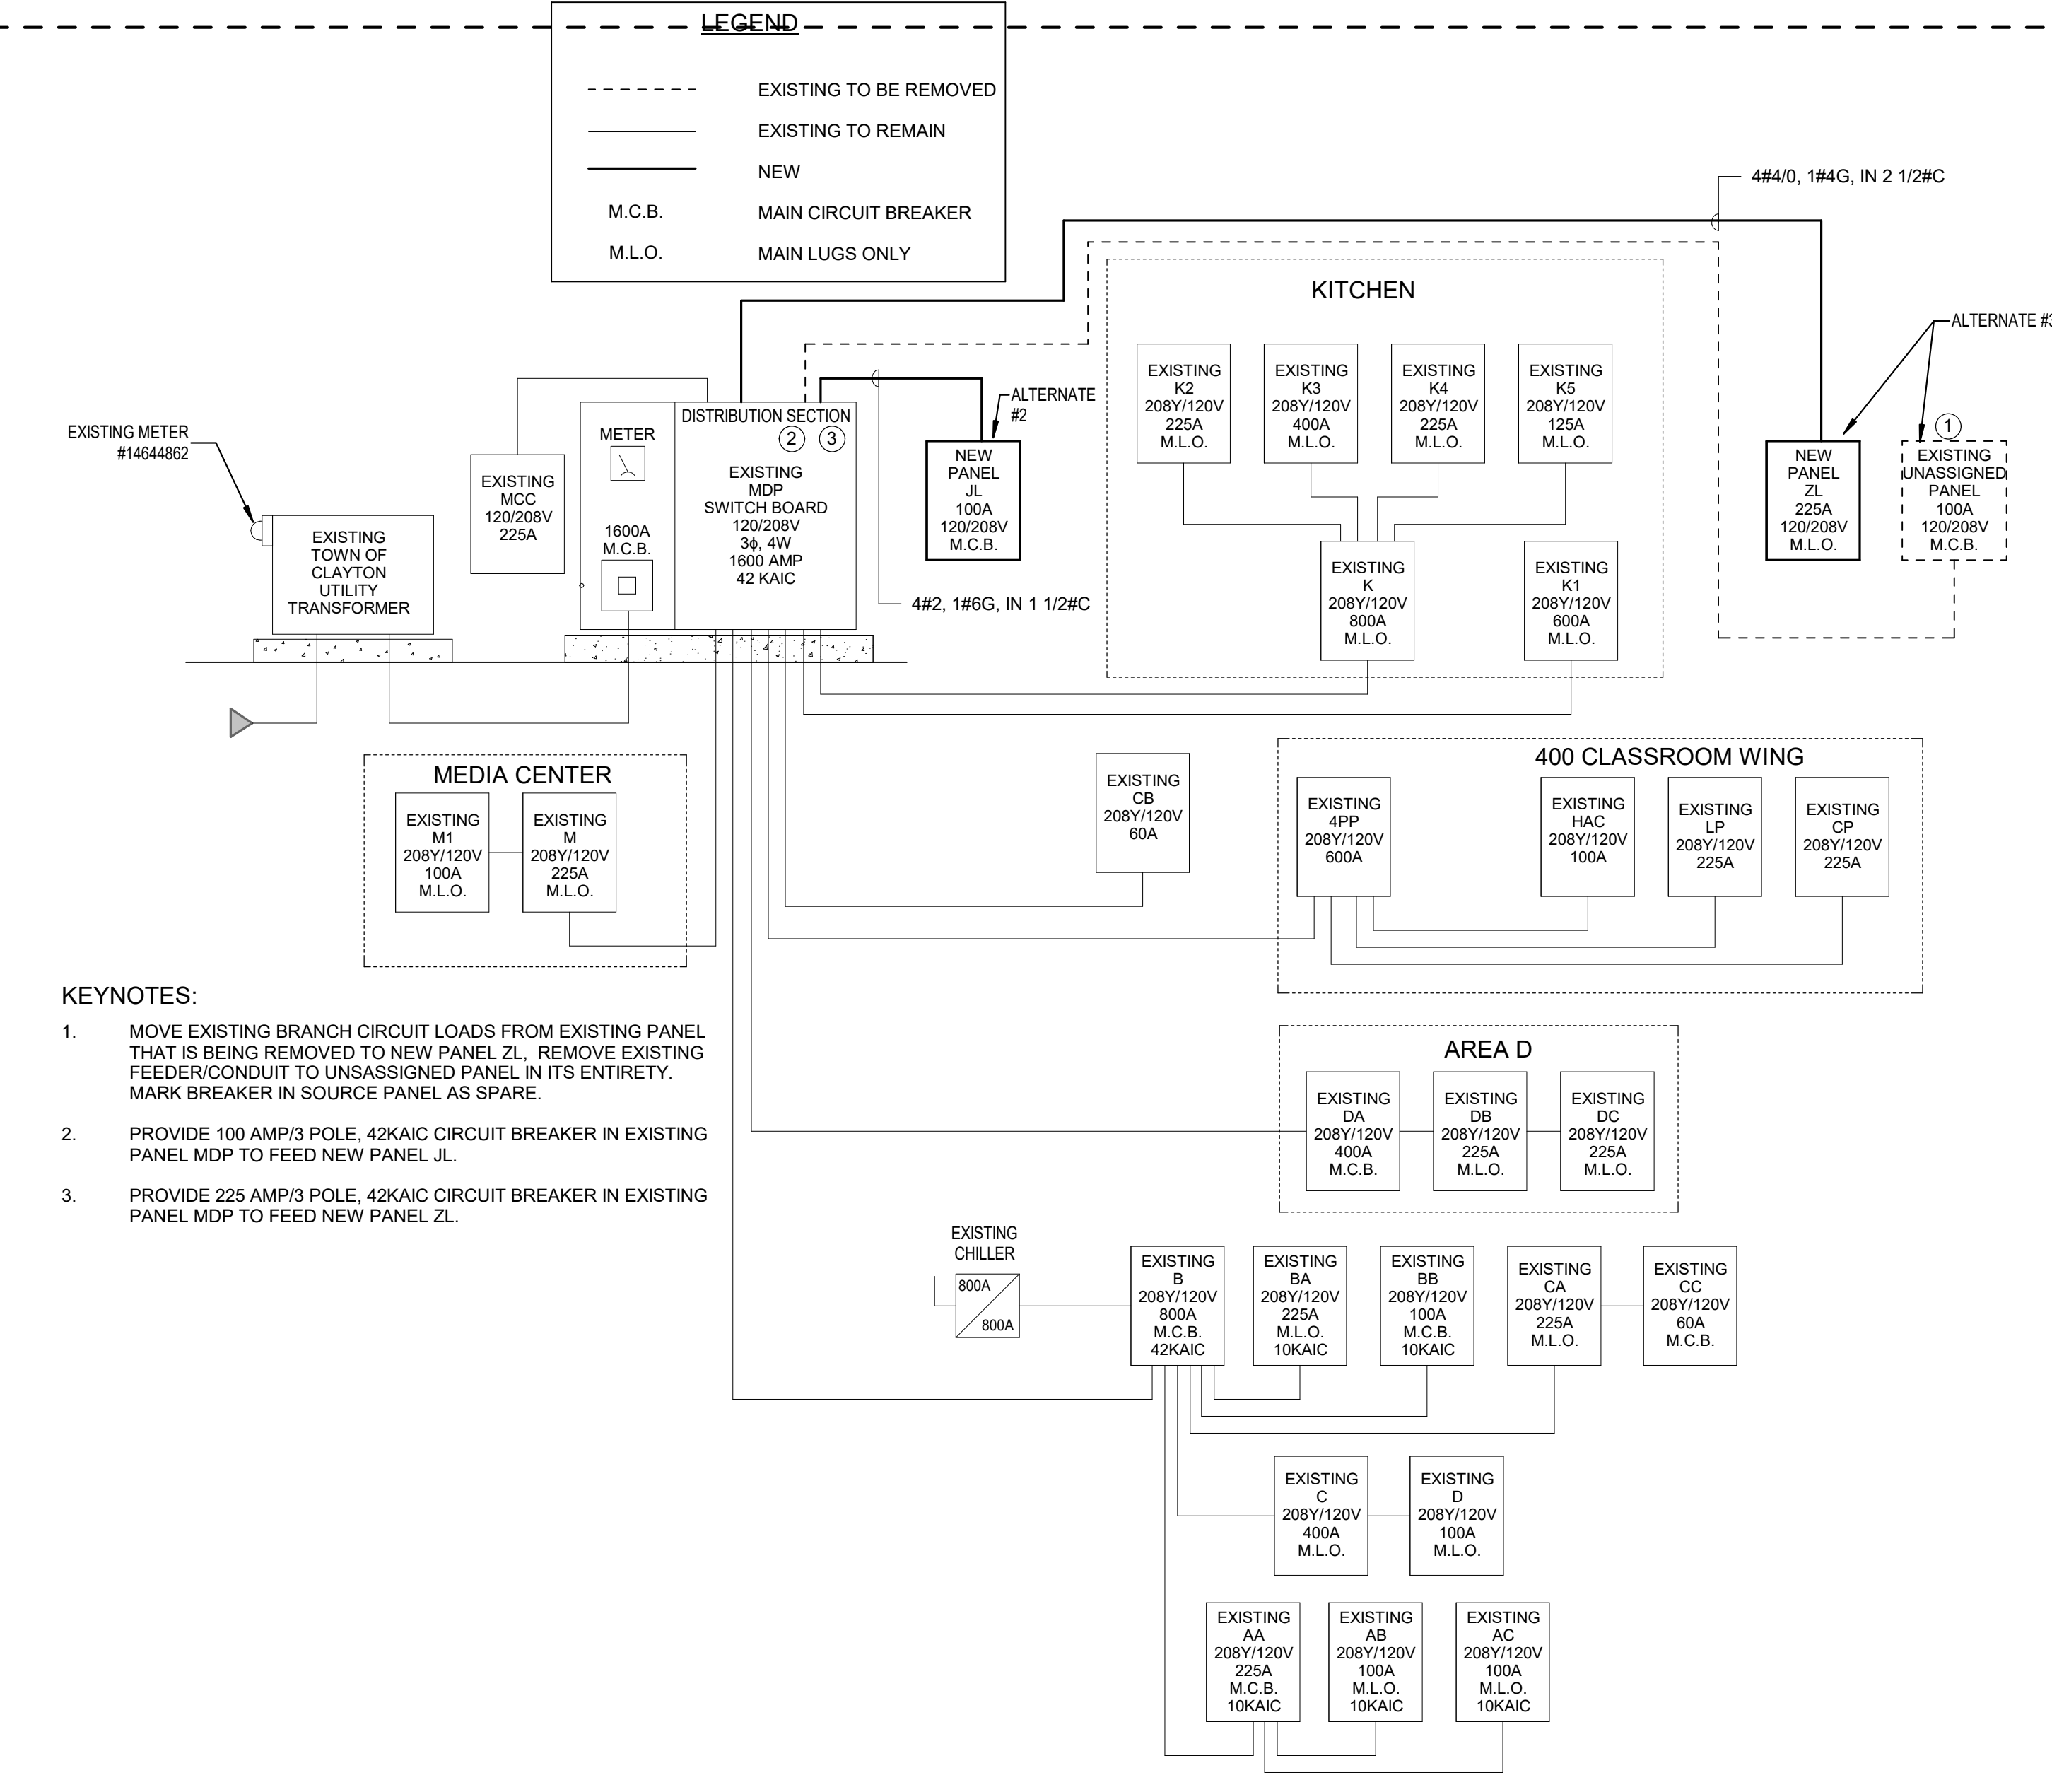 LEGEND
EXISTING TO BE REMOVED
EXISTING TO REMAIN
NEW
M.C.B. MAIN CIRCUIT BREAKER
M.L.O. MAIN LUGS ONLY
4#4/0, 1#4G, IN 2 1/2#C
KITCHEN
EXISTING
K2
208Y/120V
225A
M.L.O.
EXISTING
K3
208Y/120V
400A
M.L.O.
EXISTING
K4
208Y/120V
225A
M.L.O.
EXISTING
K5
208Y/120V
125A
M.L.O.
EXISTING
K
208Y/120V
800A
M.L.O.
EXISTING
K1
208Y/120V
600A
M.L.O.
ALTERNATE #3
NEW
PANEL
ZL
225A
120/208V
M.L.O.
1
EXISTING
UNASSIGNED
PANEL
100A
120/208V
M.C.B.
EXISTING METER
#14644862
EXISTING
TOWN OF
CLAYTON
UTILITY
TRANSFORMER
EXISTING
MCC
120/208V
225A
METER
1600A
M.C.B.
DISTRIBUTION SECTION
2 3
EXISTING
MDP
SWITCH BOARD
120/208V
3ϕ, 4W
1600 AMP
42 KAIC
ALTERNATE
#2
NEW
PANEL
JL
100A
120/208V
M.C.B.
4#2, 1#6G, IN 1 1/2#C
MEDIA CENTER
EXISTING
M1
208Y/120V
100A
M.L.O.
EXISTING
M
208Y/120V
225A
M.L.O.
EXISTING
CB
208Y/120V
60A
400 CLASSROOM WING
EXISTING
4PP
208Y/120V
600A
EXISTING
HAC
208Y/120V
100A
EXISTING
LP
208Y/120V
225A
EXISTING
CP
208Y/120V
225A
KEYNOTES:
1. MOVE EXISTING BRANCH CIRCUIT LOADS FROM EXISTING PANEL
THAT IS BEING REMOVED TO NEW PANEL ZL, REMOVE EXISTING
FEEDER/CONDUIT TO UNSASSIGNED PANEL IN ITS ENTIRETY.
MARK BREAKER IN SOURCE PANEL AS SPARE.
2. PROVIDE 100 AMP/3 POLE, 42KAIC CIRCUIT BREAKER IN EXISTING
PANEL MDP TO FEED NEW PANEL JL.
3. PROVIDE 225 AMP/3 POLE, 42KAIC CIRCUIT BREAKER IN EXISTING
PANEL MDP TO FEED NEW PANEL ZL.
AREA D
EXISTING
DA
208Y/120V
400A
M.C.B.
EXISTING
DB
208Y/120V
225A
M.L.O.
EXISTING
DC
208Y/120V
225A
M.L.O.
EXISTING
CHILLER
800A
800A
EXISTING
B
208Y/120V
800A
M.C.B.
42KAIC
EXISTING
BA
208Y/120V
225A
M.L.O.
10KAIC
EXISTING
BB
208Y/120V
100A
M.C.B.
10KAIC
EXISTING
CA
208Y/120V
225A
M.L.O.
EXISTING
CC
208Y/120V
60A
M.C.B.
EXISTING
C
208Y/120V
400A
M.L.O.
EXISTING
D
208Y/120V
100A
M.L.O.
EXISTING
AA
208Y/120V
225A
M.C.B.
10KAIC
EXISTING
AB
208Y/120V
100A
M.L.O.
10KAIC
EXISTING
AC
208Y/120V
100A
M.L.O.
10KAIC